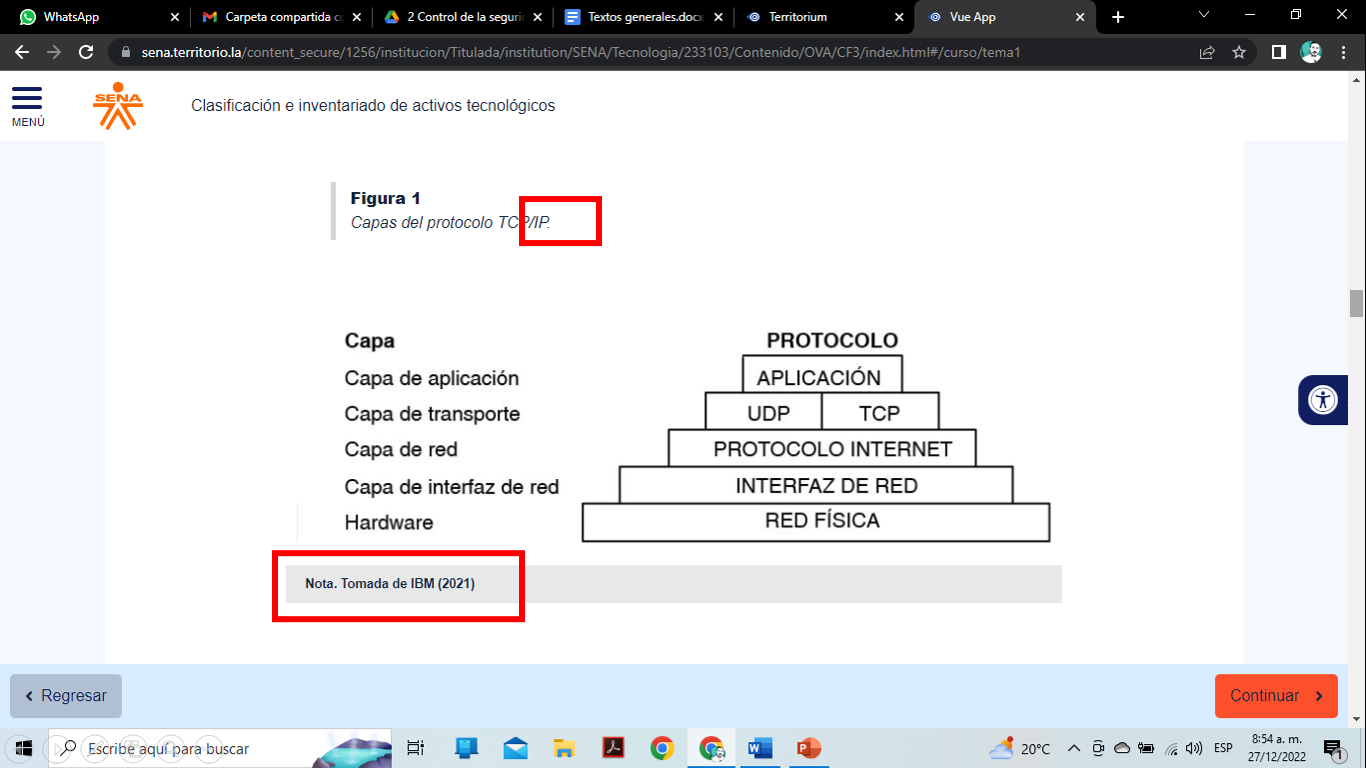 WhatsApp
Carpeta compartida co
2 Control de la seguri
Textos generales.docx
Territorium
Vue App
sena.territorio.la/content_secure/1256/institucion/Titulada/institution/SENA/Tecnologia/233103/Contenido/OVA/CF3/index.html#/curso/tema1
MENÚ
SENA
Clasificación e inventariado de activos tecnológicos
Figura 1
Capas del protocolo TCP/IP.
Capa PROTOCOLO
Capa de aplicación APLICACIÓN
Capa de transporte UDP TCP
Capa de red PROTOCOLO INTERNET
Capa de interfaz de red INTERFAZ DE RED
Hardware RED FÍSICA
Nota. Tomada de IBM (2021)
Regresar
Continuar
Escribe aquí para buscar
20°C
ESP
8:54 a. m.
27/12/2022
1